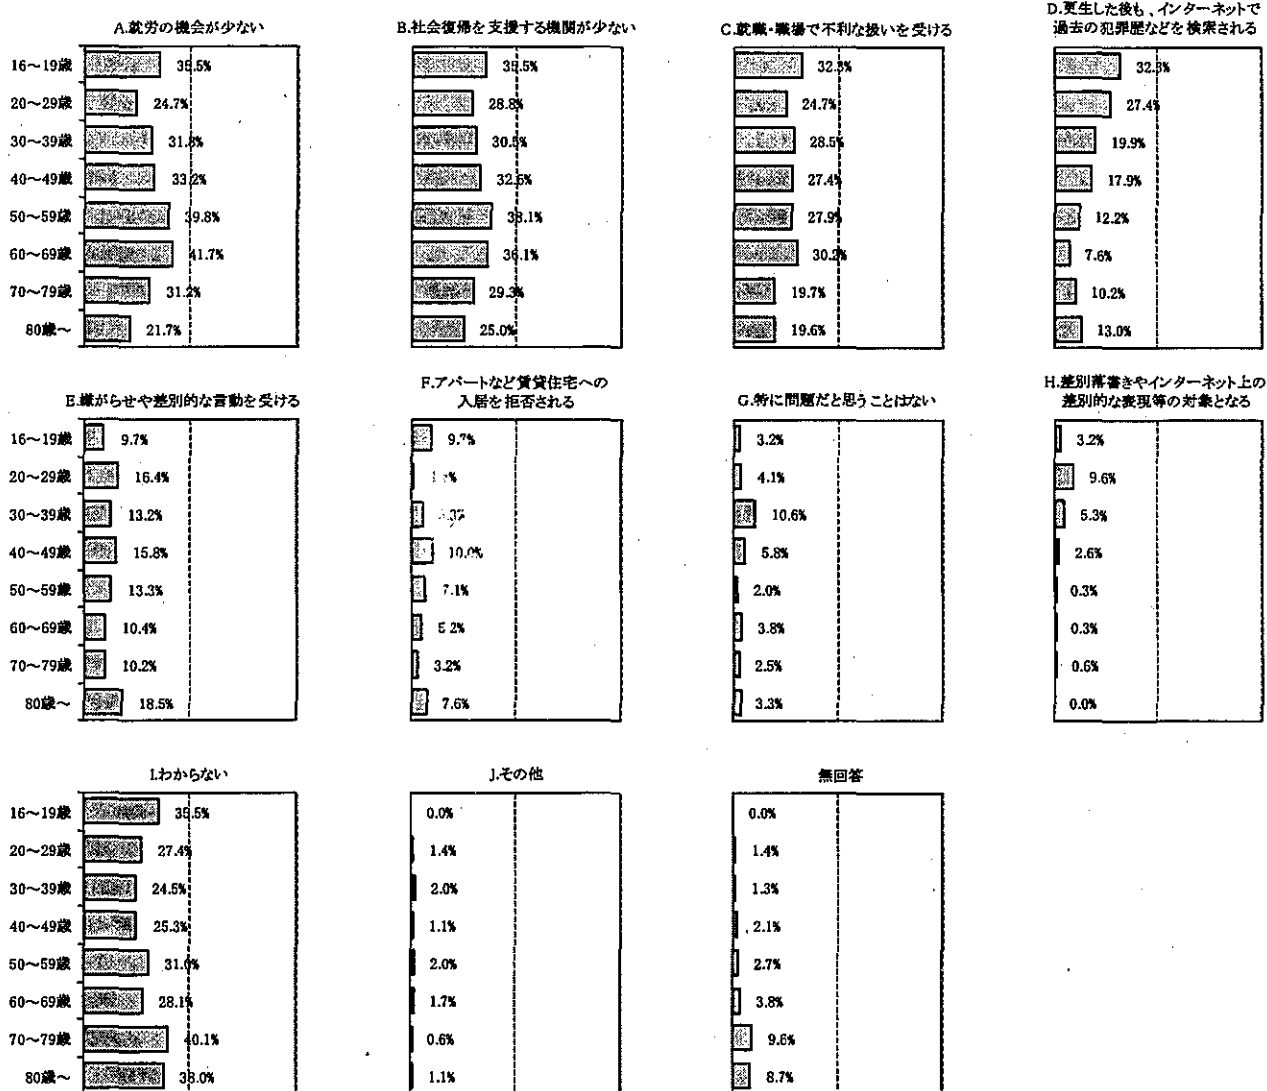 A.就労の機会が少ない
16～19歳 35.5%
20～29歳 24.7%
30～39歳 31.8%
40～49歳 33.2%
50～59歳 39.8%
60～69歳 41.7%
70～79歳 31.2%
80歳～ 21.7%
B.社会復帰を支援する機関が少ない
35.5%
28.8%
30.5%
32.6%
38.1%
36.1%
29.3%
25.0%
C.就職・職場で不利な扱いを受ける
32.3%
24.7%
28.5%
27.4%
27.9%
30.2%
19.7%
19.6%
D.更生した後も、インターネットで
過去の犯罪歴などを検索される
32.3%
27.4%
19.9%
17.9%
12.2%
7.6%
10.2%
13.0%
E.嫌がらせや差別的な言動を受ける
16～19歳 9.7%
20～29歳 16.4%
30～39歳 13.2%
40～49歳 15.8%
50～59歳 13.3%
60～69歳 10.4%
70～79歳 10.2%
80歳～ 18.5%
F.アパートなど賃貸住宅への
入居を拒否される
9.7%
10.0%
7.1%
3.2%
7.6%
G.特に問題だと思うことはない
3.2%
4.1%
10.6%
5.8%
2.0%
3.8%
2.5%
3.3%
H.差別落書きやインターネット上の
差別的な表現等の対象となる
3.2%
9.6%
5.3%
2.6%
0.3%
0.3%
0.6%
0.0%
I.わからない
16～19歳 35.5%
20～29歳 27.4%
30～39歳 24.5%
40～49歳 25.3%
50～59歳 31.0%
60～69歳 28.1%
70～79歳 40.1%
80歳～ 38.0%
J.その他
0.0%
1.4%
2.0%
1.1%
2.0%
1.7%
0.6%
1.1%
無回答
0.0%
1.4%
1.3%
2.1%
2.7%
3.8%
9.6%
8.7%